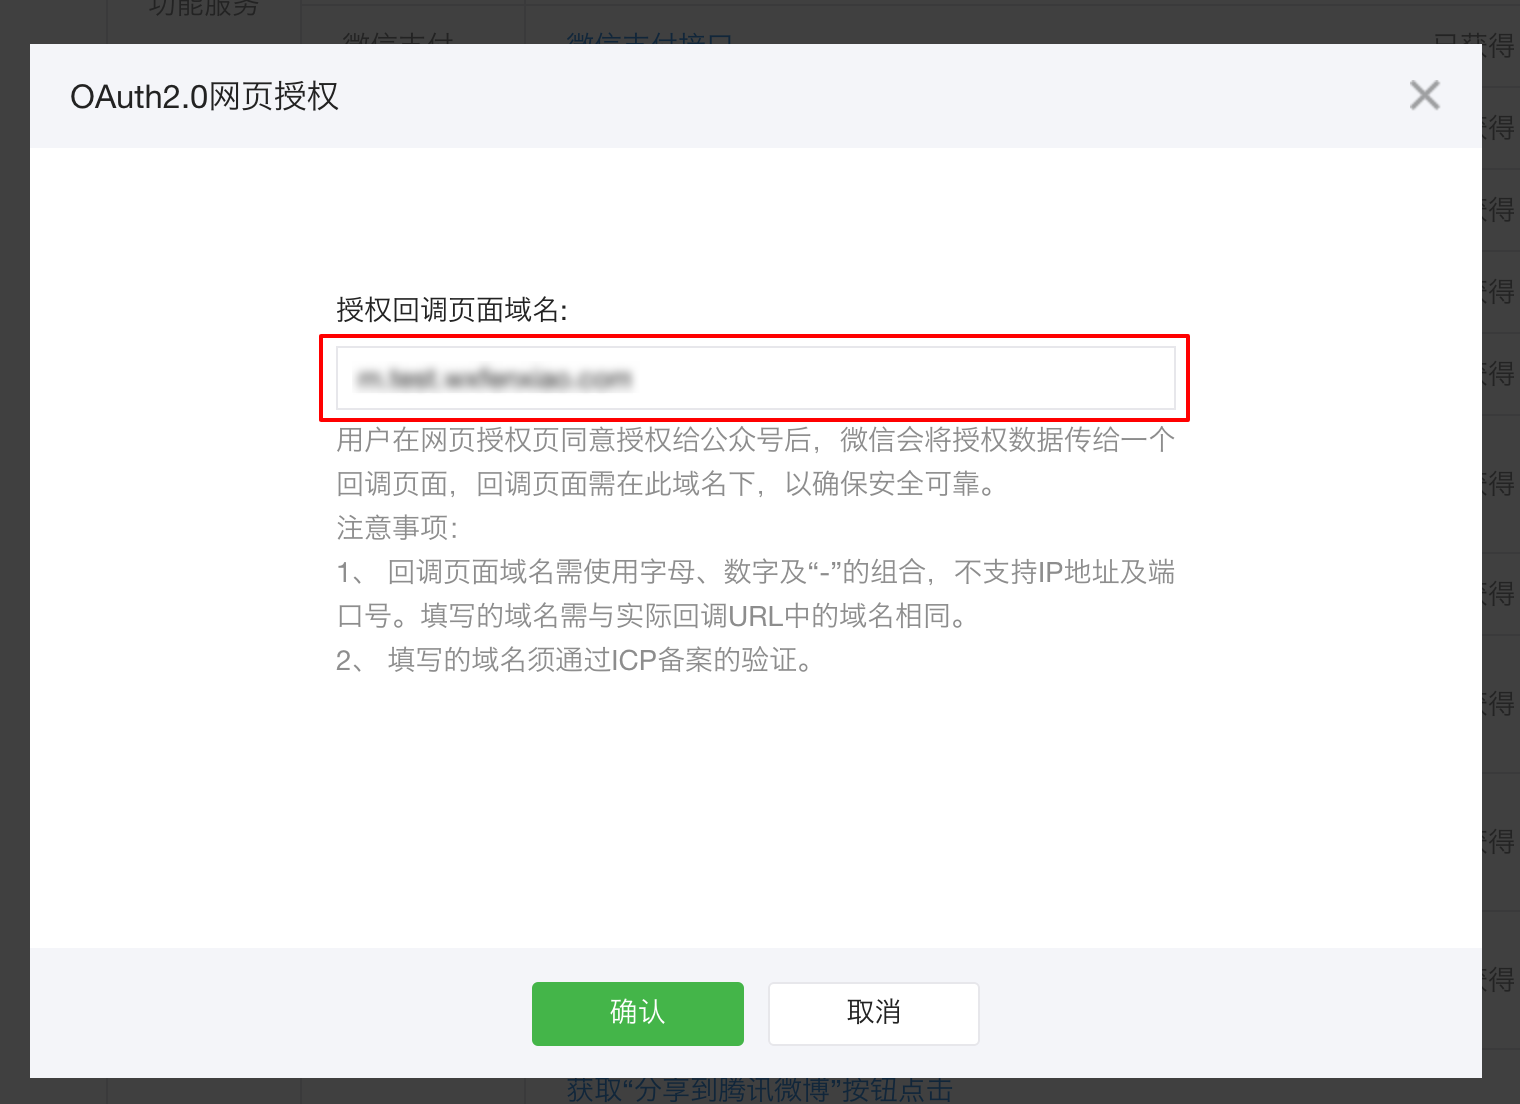 功能服务
微信支付
微信支付接口
已获得
OAuth2.0网页授权
获得
获得
获得
授权回调页面域名:
m.test.wxfenxiao.com
获得
用户在网页授权页同意授权给公众号后，微信会将授权数据传给一个
回调页面，回调页面需在此域名下，以确保安全可靠。
获得
注意事项:
1、 回调页面域名需使用字母、数字及“-”的组合，不支持IP地址及端
获得
口号。填写的域名需与实际回调URL中的域名相同。
2、 填写的域名须通过ICP备案的验证。
获得
获得
获得
确认
取消
获取“分享到腾讯微博”按钮点击